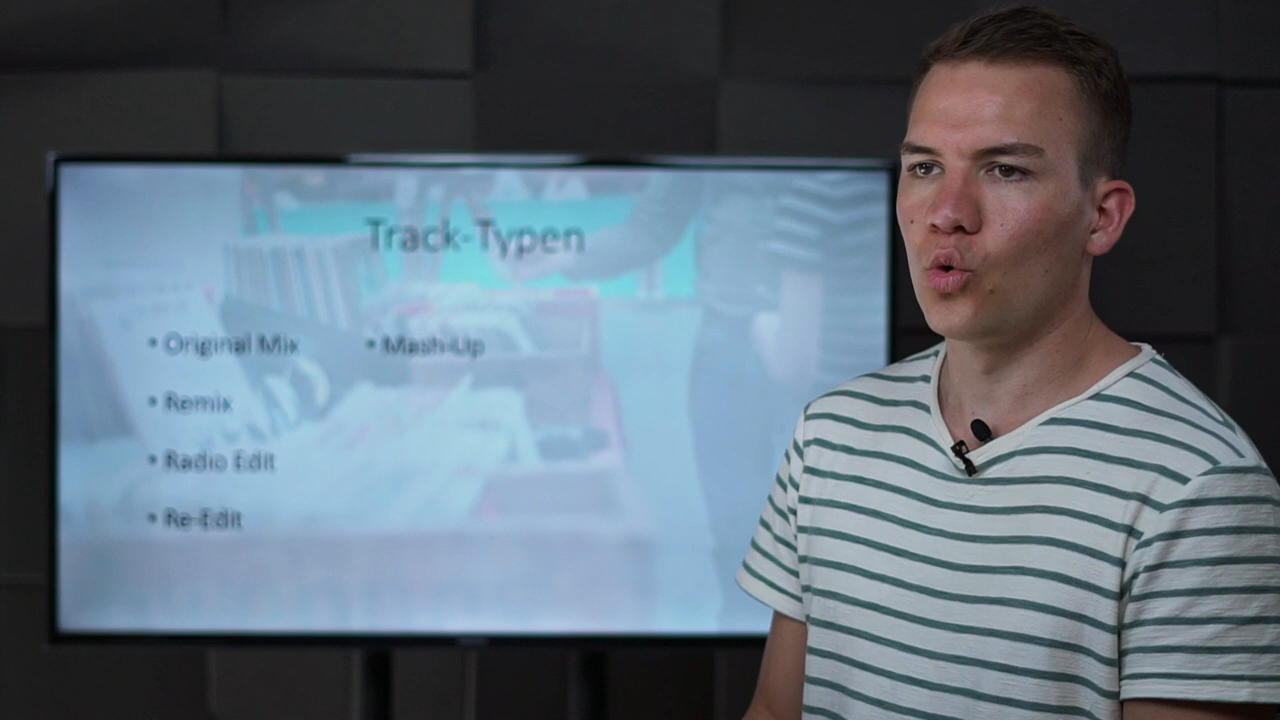 Track-Typen
• Original Mix
• Remix
• Radio Edit
• Re-Edit
• Mash-Up